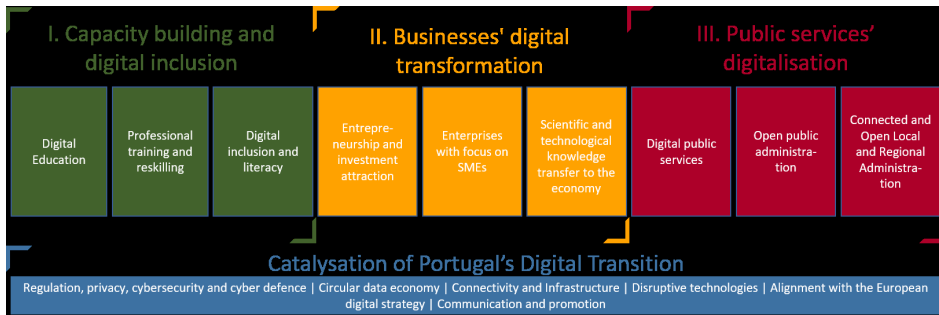 I. Capacity building and
digital inclusion
II. Businesses' digital
transformation
III. Public services’
digitalisation
Digital
Education
Professional
training and
reskilling
Digital
inclusion and
literacy
Entrepre-
neurship and
investment
attraction
Enterprises
with focus on
SMEs
Scientific and
technological
knowledge
transfer to the
economy
Digital public
services
Open public
administra-
tion
Connected and
Open Local
and Regional
Administra-
tion
Catalysation of Portugal’s Digital Transition
Regulation, privacy, cybersecurity and cyber defence | Circular data economy | Connectivity and Infrastructure | Disruptive technologies | Alignment with the European
digital strategy | Communication and promotion